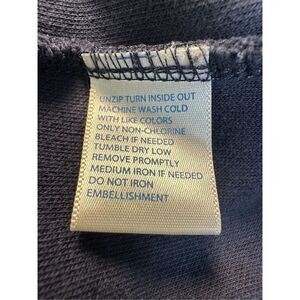 UNZIP TURN INSIDE OUT
MACHINE WASH COLD
WITH LIKE COLORS
ONLY NON-CHLORINE
BLEACH IF NEEDED
TUMBLE DRY LOW
REMOVE PROMPTLY
MEDIUM IRON IF NEEDED
DO NOT IRON
EMBELLISHMENT